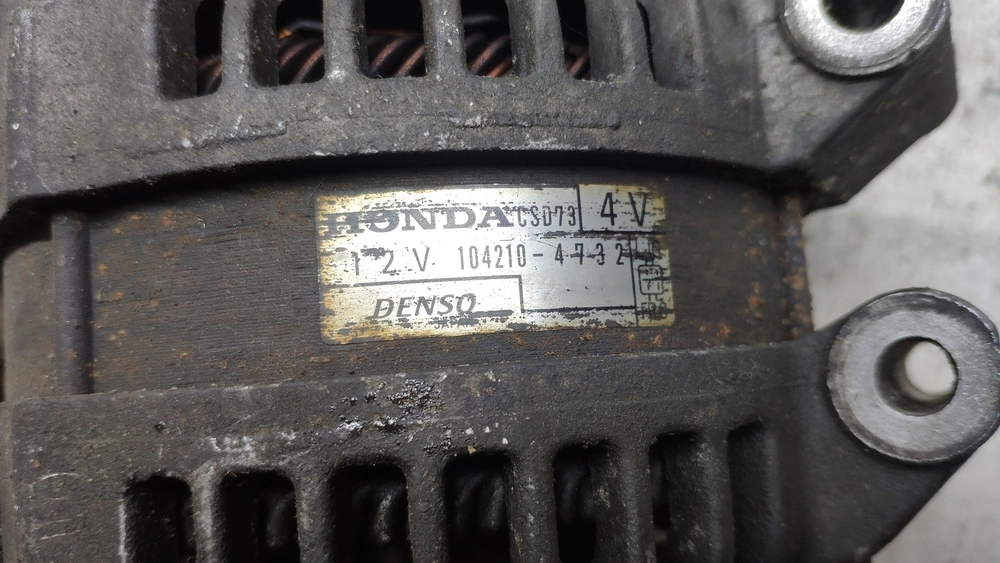 HONDA CSD73 4V
12V 104210-4732
DENSO